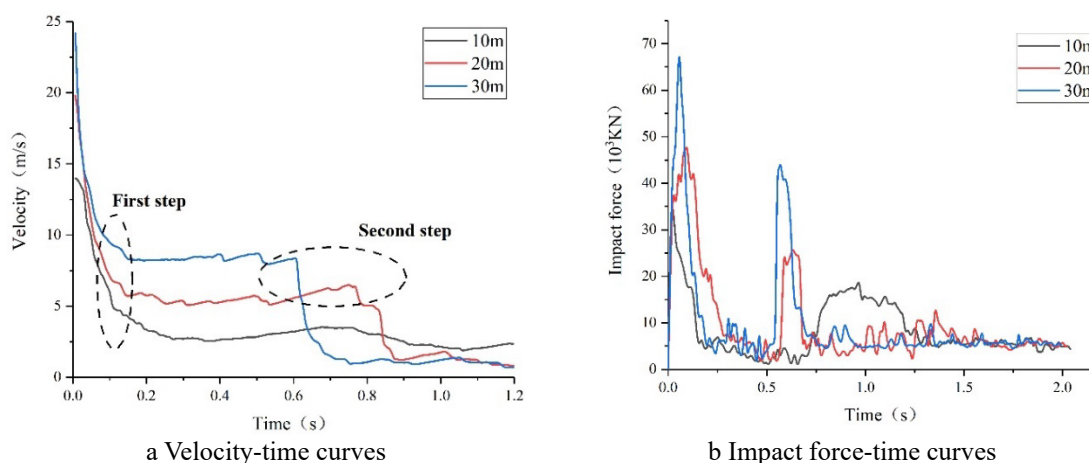 25
20
15
10
5
0
Velocity (m/s)
0.0 0.2 0.4 0.6 0.8 1.0 1.2
Time (s)
10m
20m
30m
First step
Second step
a Velocity-time curves
70
60
50
40
30
20
10
0
Impact force (10³KN)
0.0 0.5 1.0 1.5 2.0
Time (s)
10m
20m
30m
b Impact force-time curves